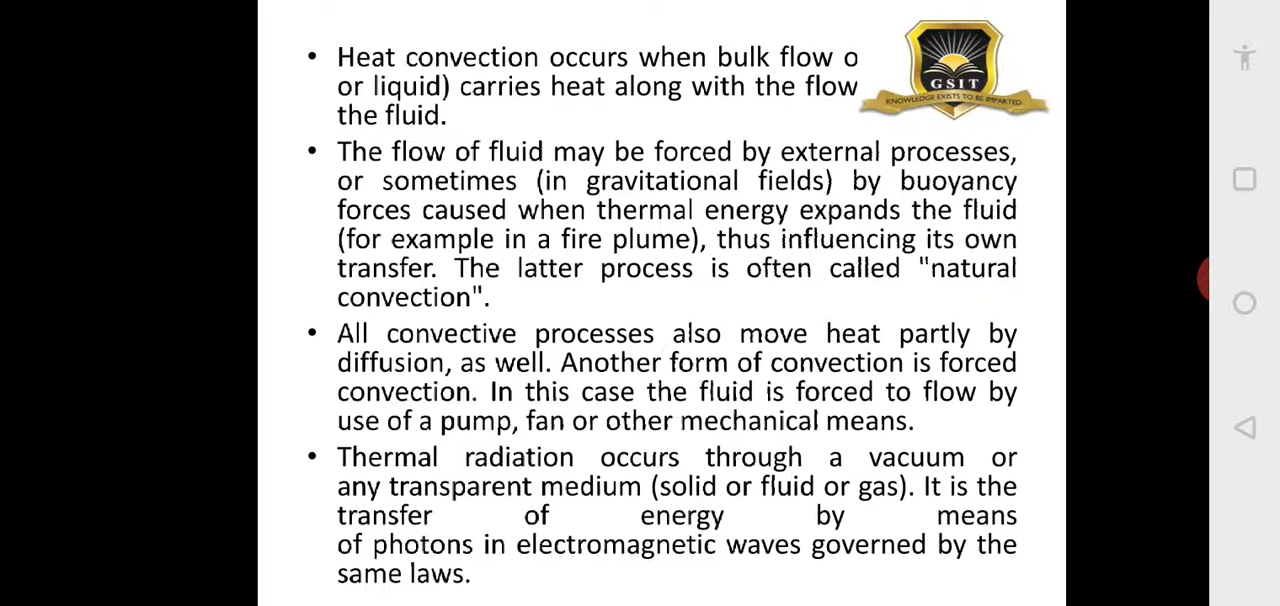 • Heat convection occurs when bulk flow o
or liquid) carries heat along with the flow
the fluid.
• The flow of fluid may be forced by external processes,
or sometimes (in gravitational fields) by buoyancy
forces caused when thermal energy expands the fluid
(for example in a fire plume), thus influencing its own
transfer. The latter process is often called "natural
convection".
• All convective processes also move heat partly by
diffusion, as well. Another form of convection is forced
convection. In this case the fluid is forced to flow by
use of a pump, fan or other mechanical means.
• Thermal radiation occurs through a vacuum or
any transparent medium (solid or fluid or gas). It is the
transfer of energy by means
of photons in electromagnetic waves governed by the
same laws.
GSIT
KNOWLEDGE EXISTS TO BE IMPARTED